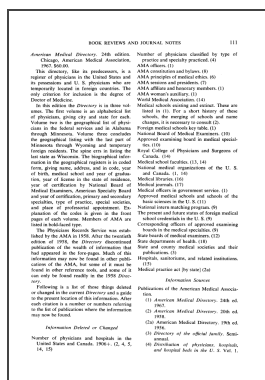 BOOK REVIEWS AND JOURNAL NOTES 111
American Medical Directory. 24th edition.
Chicago, American Medical Association,
1967. $60.00.
This directory, like its predecessors, is a
register of physicians in the United States and
its possessions and U. S. physicians who are
temporarily located in foreign countries. The
only criterion for inclusion is the degree of
Doctor of Medicine.
In this edition the Directory is in three vol-
umes. The first volume is an alphabetical list
of physicians, giving city and state for each.
Volume two is the geographical list of physi-
cians in the federal services and in Alabama
through Minnesota. Volume three concludes
the geographical listing with the last part of
Minnesota through Wyoming and temporary
foreign residents. The spine error in listing the
last state as Wisconsin. The biographical infor-
mation in the geographical registers is in coded
form, giving name, address, and in code, year
of birth, medical school and year of gradua-
tion, year of license in the state of residence,
year of certification by National Board of
Medical Examiners, American Specialty Board
and year of certification, primary and secondary
specialties, type of practice, special societies,
and place of professional appointment. Ex-
planation of the codes is given in the front
pages of each volume. Members of AMA are
listed in bold-faced type.
The Physicians Records Service was estab-
lished by the AMA in 1958. After the twentieth
edition of 1958, the Directory discontinued
publication of the wealth of information that
had appeared in the fore-pages. Much of this
information may now be found in other publi-
cations of the AMA, but some of it must be
found in other reference tools, and some of it
can only be found readily in the 1958 Direc-
tory.
Following is a list of those things deleted
or changed in the current Directory and a guide
to the present location of this information. After
each citation is a number or numbers referring
to the list of publications where the information
may now be found.
Information Deleted or Changed
Number of physicians and hospitals in the
United States and Canada, 1906+. (2, 4, 5,
14, 15)
Number of physicians classified by type of
practice and specialty practiced. (4)
AMA officers. (1)
AMA constitution and bylaws. (8)
AMA principles of medical ethics. (6)
AMA sessions and presidents. (7)
AMA affiliate and honorary members. (1)
AMA woman's auxiliary. (1)
World Medical Association. (14)
Medical schools existing and extinct. These are
listed in (1). For a short history of these
schools, the merging of schools and name
changes, it is necessary to consult (2).
Foreign medical schools key table. (1)
National Board of Medical Examiners. (10)
Approved examining board in medical special-
ties. (10)
Royal College of Physicians and Surgeons of
Canada. (14)
Medical school faculties. (13, 14)
National medical organizations of the U. S.
and Canada. (1, 14)
Medical libraries. (16)
Medical journals. (17)
Medical officers in government service. (1)
Approved medical schools and schools of the
basic sciences in the U. S. (11)
National intern matching program. (9)
The present and future status of foreign medical
school credentials in the U. S. (9)
Corresponding officers of approved examining
boards in the medical specialties. (9)
State boards of medical examiners. (12)
State departments of health. (18)
State and county medical societies and their
publications. (3)
Hospitals, sanitoriums, and related institutions.
(15)
Medical practice act [by state] (2a)
Information Sources
Publications of the American Medical Associa-
tion.
(1) American Medical Directory. 24th ed.
1967.
(2) American Medical Directory. 20th ed.
1958.
(2a) American Medical Directory. 19th ed.
1956.
(3) Directory of the official family. Semi-
annual.
(4) Distribution of physicians, hospitals,
and hospital beds in the U. S. Vol. 1,